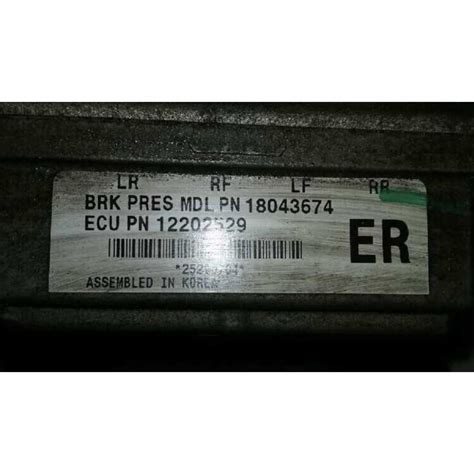 LR RF LF RR
BRK PRES MDL PN 18043674
ECU PN 12202529
ER
ASSEMBLED IN KOREA